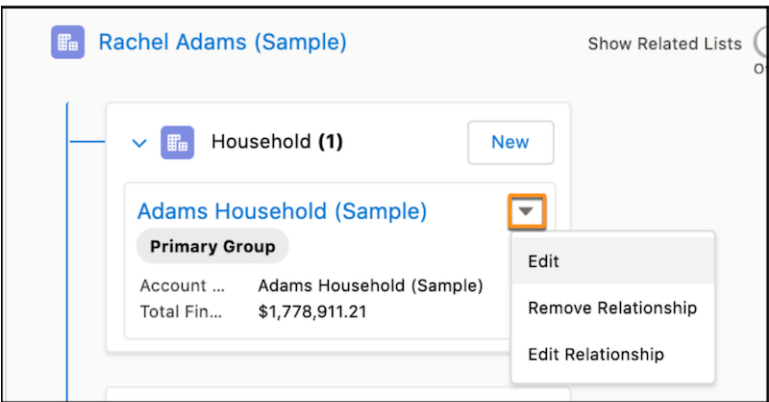 Rachel Adams (Sample)
Show Related Lists
Household (1)
New
Adams Household (Sample)
Primary Group
Account ... Adams Household (Sample)
Total Fin... $1,778,911.21
Edit
Remove Relationship
Edit Relationship